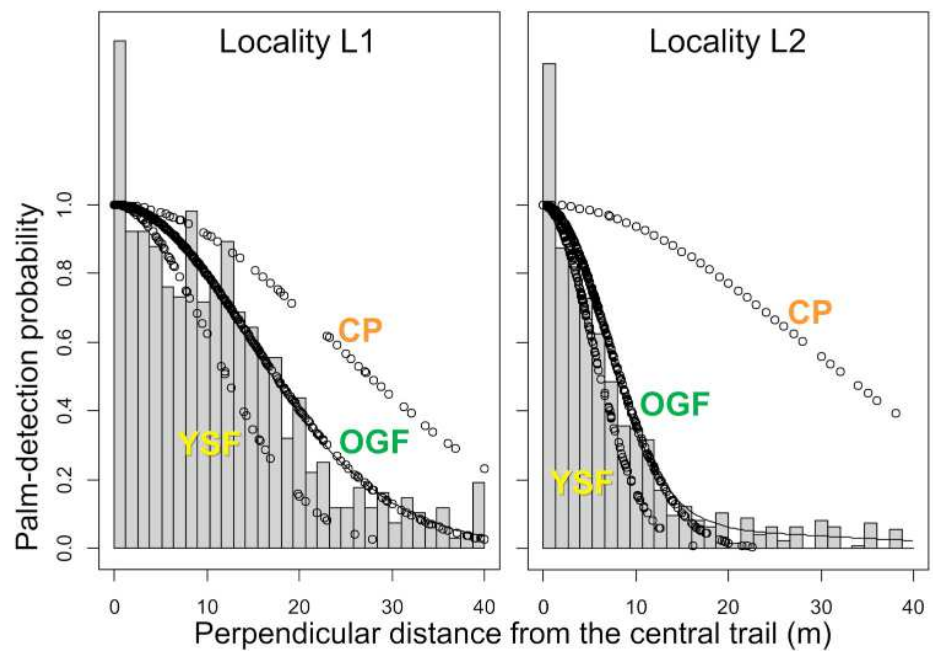 Locality L1
Locality L2
Palm-detection probability
1.0
0.8
0.6
0.4
0.2
0.0
CP
OGF
YSF
CP
OGF
YSF
0 10 20 30 40
0 10 20 30 40
Perpendicular distance from the central trail (m)